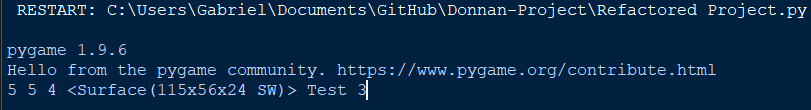 RESTART: C:\Users\Gabriel\Documents\GitHub\Donnan-Project\Refactored Project.py
pygame 1.9.6
Hello from the pygame community. https://www.pygame.org/contribute.html
5 5 4 <Surface(115x56x24 SW)> Test 3